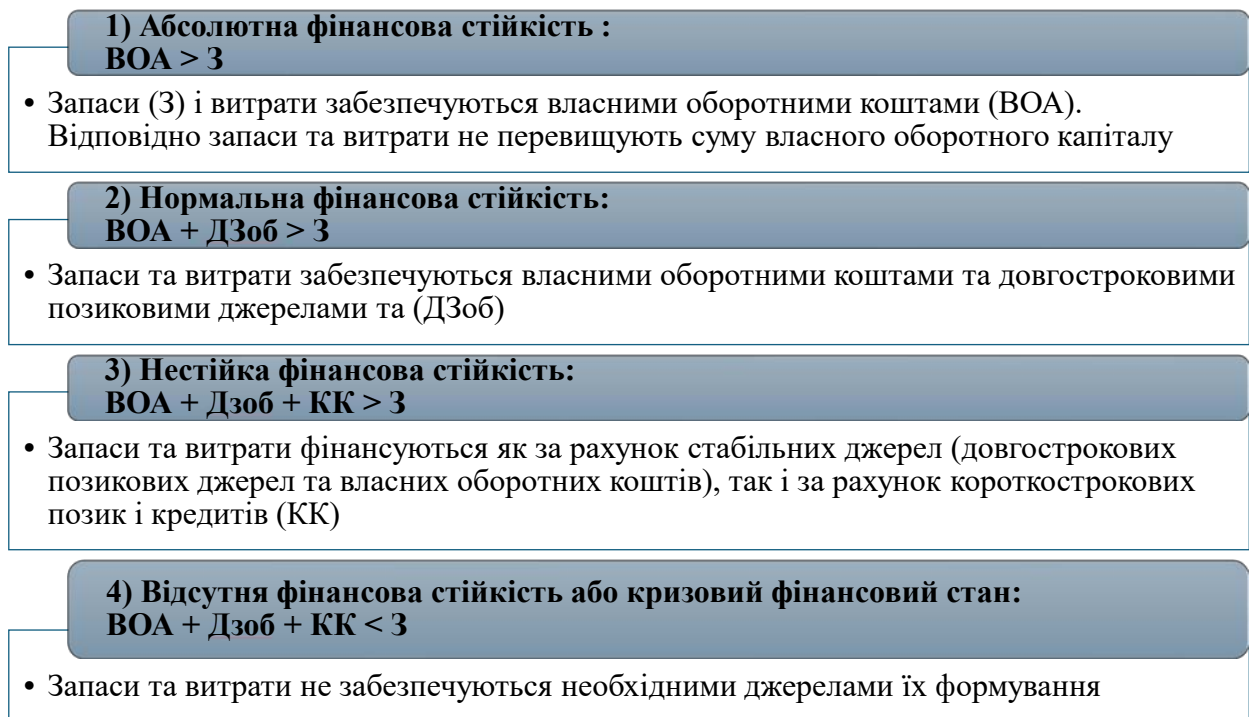 1) Абсолютна фінансова стійкість :
ВОА > З
• Запаси (З) і витрати забезпечуються власними оборотними коштами (ВОА).
Відповідно запаси та витрати не перевищують суму власного оборотного капіталу
2) Нормальна фінансова стійкість:
ВОА + ДЗоб > З
• Запаси та витрати забезпечуються власними оборотними коштами та довгостроковими
позиковими джерелами та (ДЗоб)
3) Нестійка фінансова стійкість:
ВОА + Дзоб + КК > З
• Запаси та витрати фінансуються як за рахунок стабільних джерел (довгострокових
позикових джерел та власних оборотних коштів), так і за рахунок короткострокових
позик і кредитів (КК)
4) Відсутня фінансова стійкість або кризовий фінансовий стан:
ВОА + Дзоб + КК < З
• Запаси та витрати не забезпечуються необхідними джерелами їх формування